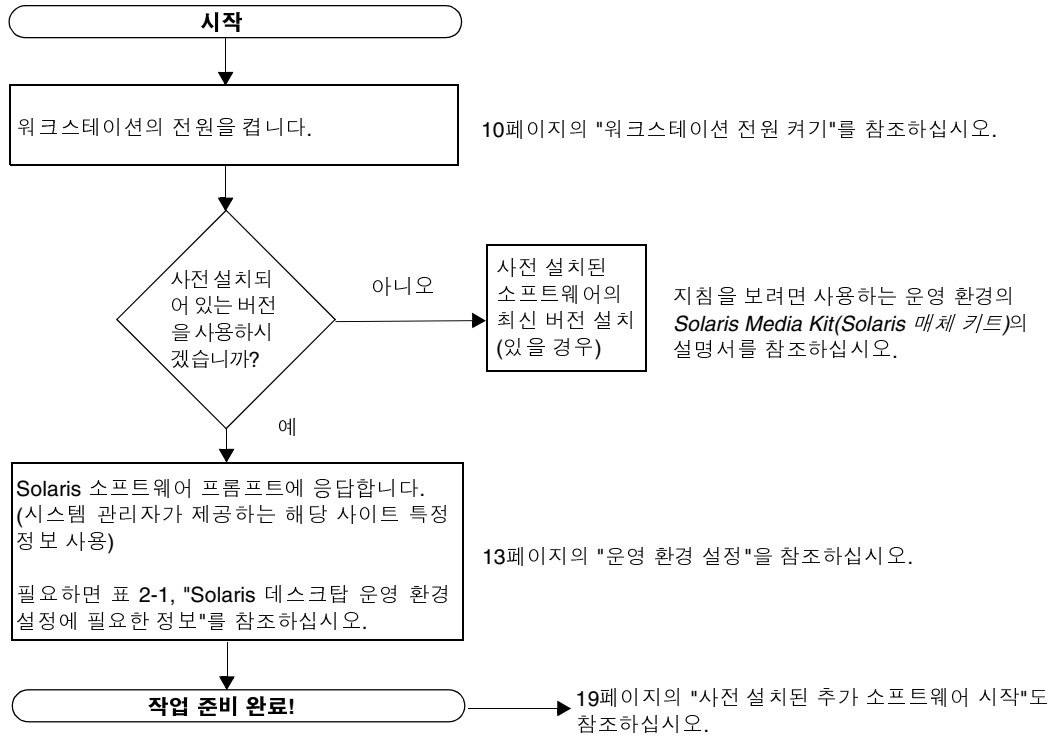 시작
워크스테이션의 전원을 켭니다.
10페이지의 "워크스테이션 전원 켜기"를 참조하십시오.
사전 설치되
어 있는 버전
을 사용하시
겠습니까?
아니오
사전 설치된
소프트웨어의
최신 버전 설치
(있을 경우)
지침을 보려면 사용하는 운영 환경의
Solaris Media Kit(Solaris 매체 키트)의
설명서를 참조하십시오.
예
Solaris 소프트웨어 프롬프트에 응답합니다.
(시스템 관리자가 제공하는 해당 사이트 특정
정보 사용)
필요하면 표 2-1, "Solaris 데스크탑 운영 환경
설정에 필요한 정보"를 참조하십시오.
13페이지의 "운영 환경 설정"을 참조하십시오.
작업 준비 완료!
19페이지의 "사전 설치된 추가 소프트웨어 시작"도
참조하십시오.